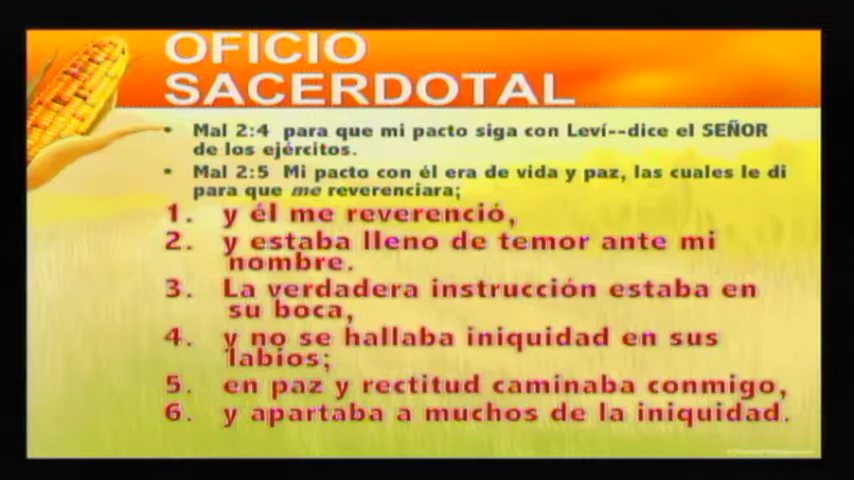 OFICIO
SACERDOTAL
• Mal 2:4 para que mi pacto siga con Leví--dice el SEÑOR
de los ejércitos.
• Mal 2:5 Mi pacto con él era de vida y paz, las cuales le di
para que me reverenciara;
1. y él me reverenció,
2. y estaba lleno de temor ante mi
nombre.
3. La verdadera instrucción estaba en
su boca,
4. y no se hallaba iniquidad en sus
labios;
5. en paz y rectitud caminaba conmigo,
6. y apartaba a muchos de la iniquidad.